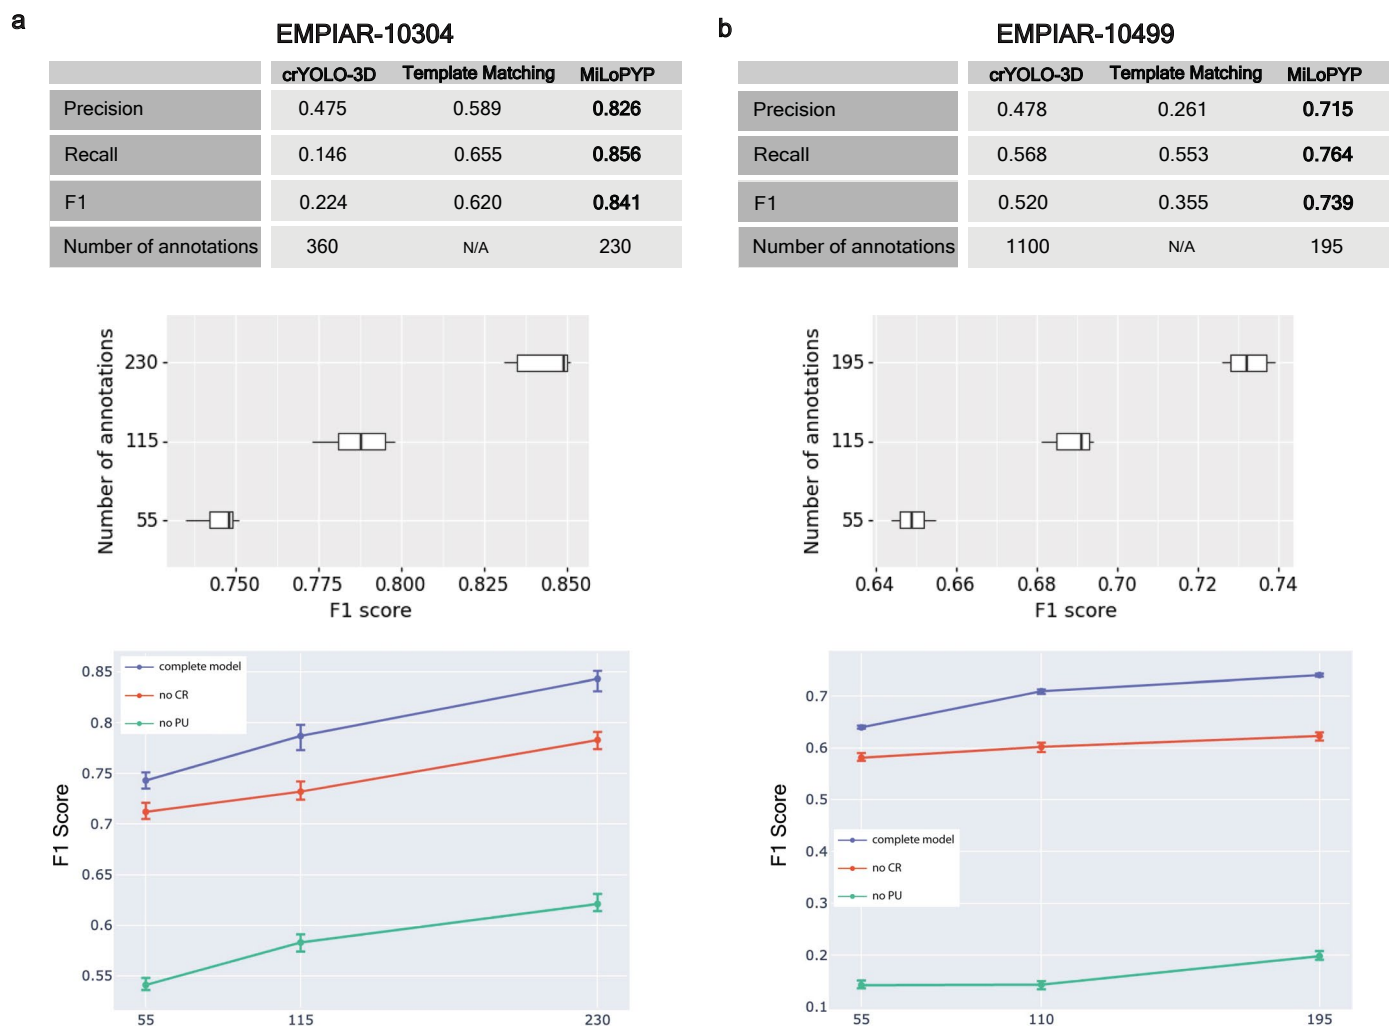 a
EMPIAR-10304
crYOLO-3D Template Matching MiLoPYP
Precision 0.475 0.589 0.826
Recall 0.146 0.655 0.856
F1 0.224 0.620 0.841
Number of annotations 360 N/A 230
Number of annotations
230
115
55
0.750 0.775 0.800 0.825 0.850
F1 score
F1 Score
0.85
0.8
0.75
0.7
0.65
0.6
0.55
complete model
no CR
no PU
55 115 230
b
EMPIAR-10499
crYOLO-3D Template Matching MiLoPYP
Precision 0.478 0.261 0.715
Recall 0.568 0.553 0.764
F1 0.520 0.355 0.739
Number of annotations 1100 N/A 195
Number of annotations
195
115
55
0.64 0.66 0.68 0.70 0.72 0.74
F1 score
F1 Score
0.7
0.6
0.5
0.4
0.3
0.2
0.1
complete model
no CR
no PU
55 110 195